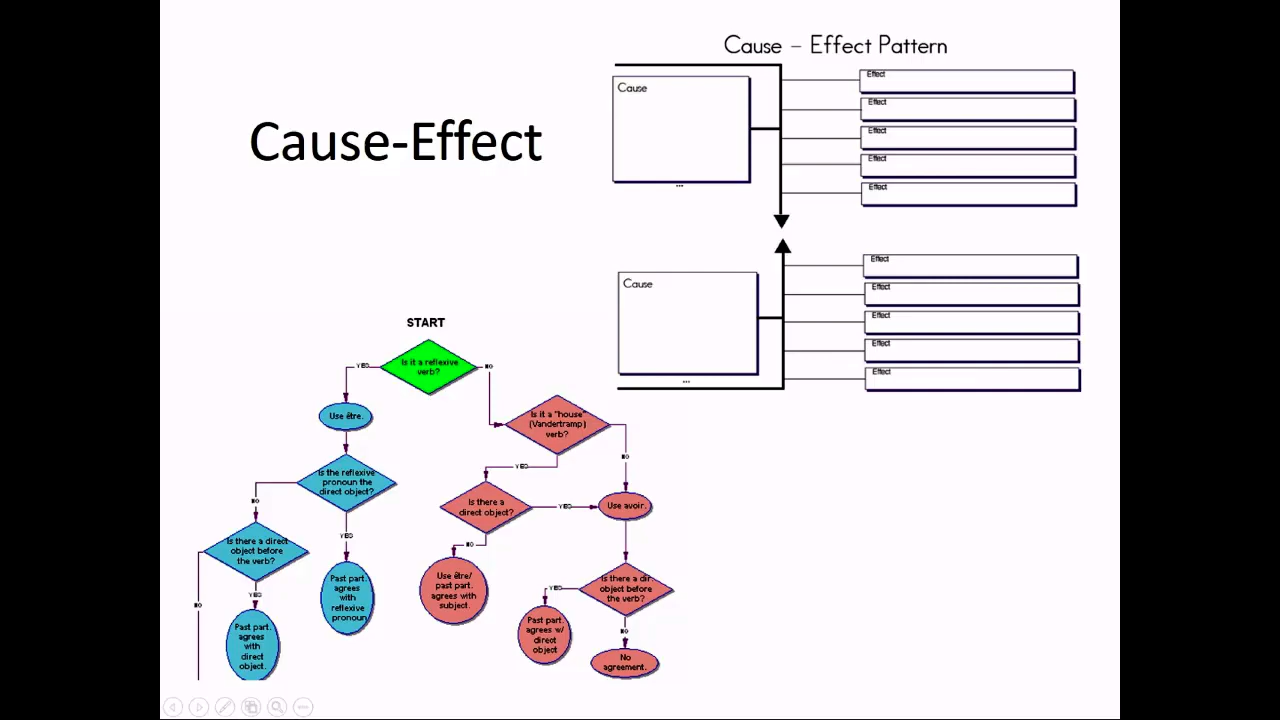 Cause-Effect
Cause – Effect Pattern
Cause
...
Effect
Effect
Effect
Effect
Effect
Cause
...
Effect
Effect
Effect
Effect
Effect
START
Is it a reflexive
verb?
YES
NO
Use être.
Is the reflexive
pronoun the
direct object?
NO
YES
Is there a direct
object before
the verb?
NO
YES
Past part.
agrees
with
reflexive
pronoun
Past part.
agrees
with
direct
object.
Is it a "house"
(Vandertramp)
verb?
YES
NO
Is there a
direct object?
YES
Use avoir.
NO
Use être/
past part.
agrees with
subject.
Is there a dir.
object before
the verb?
YES
NO
Past part.
agrees w/
direct
object
No
agreement.